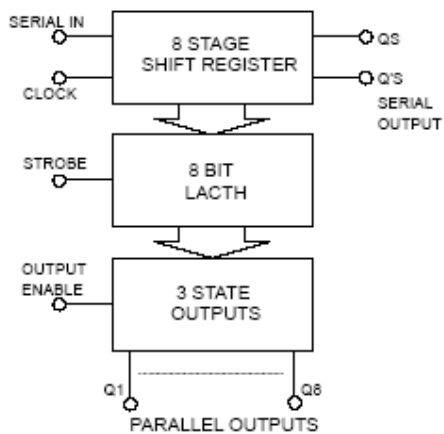 SERIAL IN
CLOCK
8 STAGE
SHIFT REGISTER
QS
Q'S
SERIAL
OUTPUT
STROBE
8 BIT
LACTH
OUTPUT
ENABLE
3 STATE
OUTPUTS
Q1
Q8
PARALLEL OUTPUTS